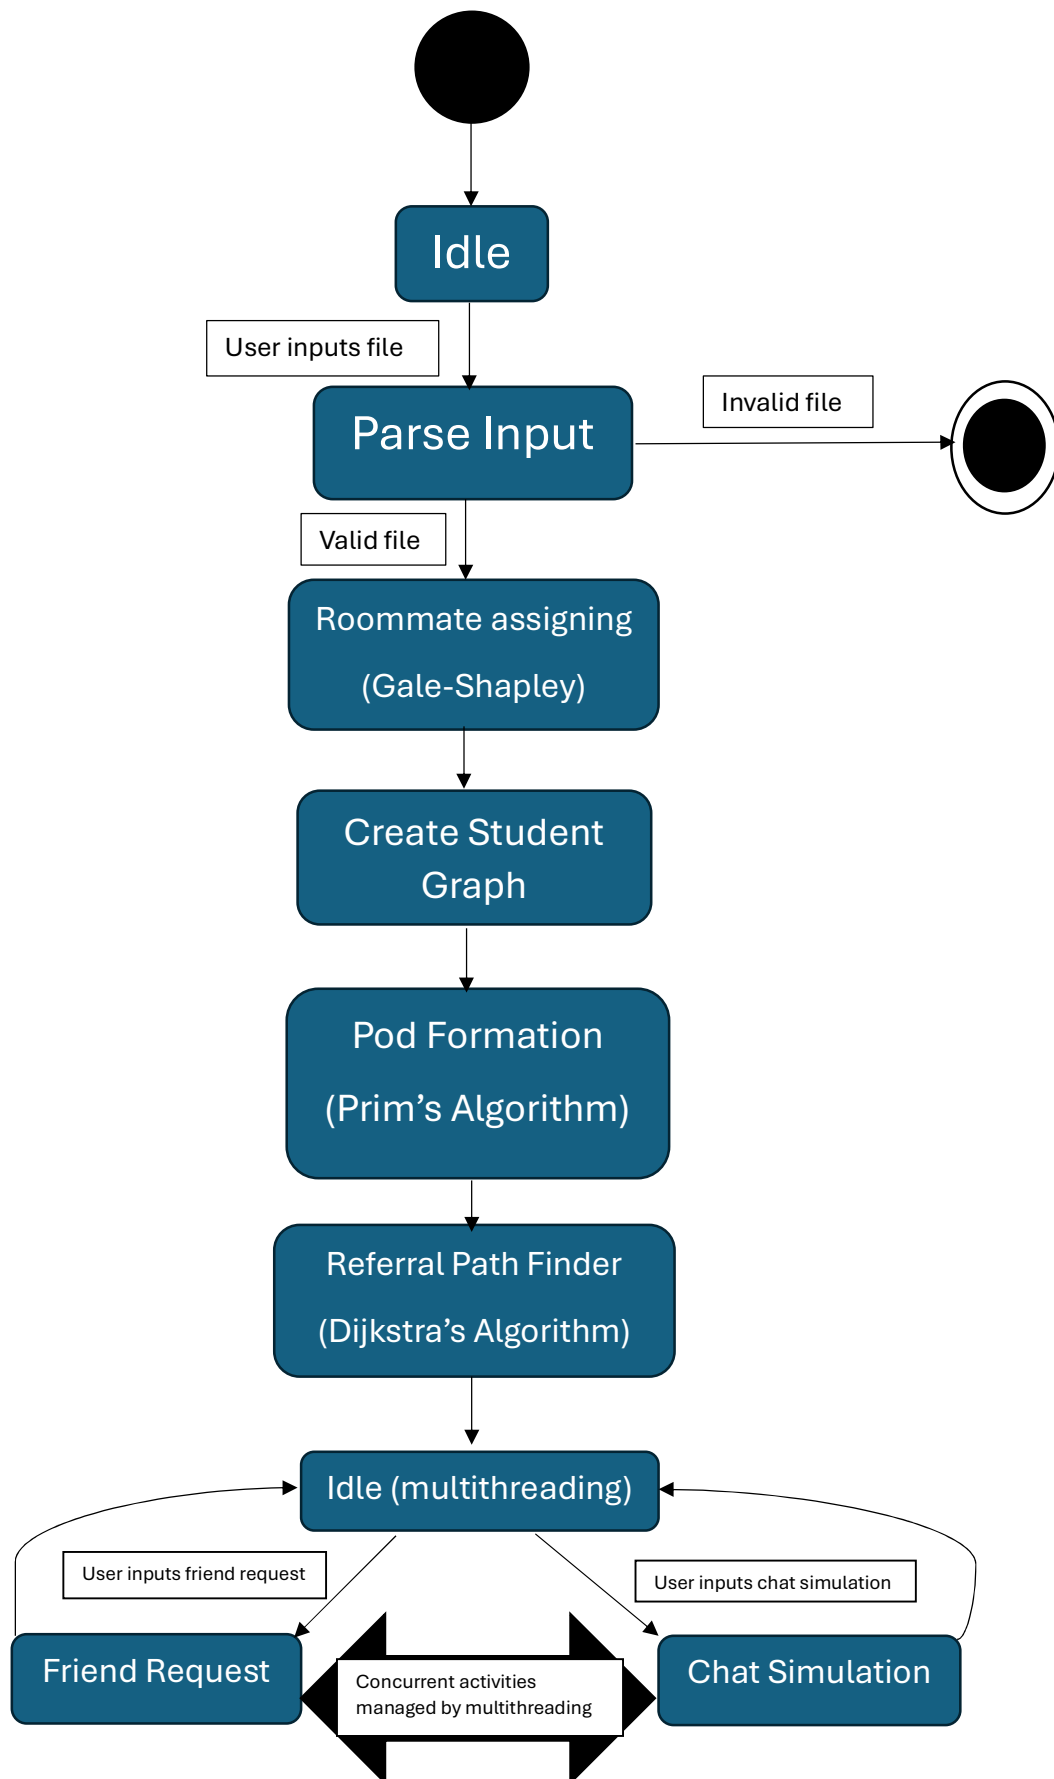 Idle
User inputs file
Parse Input
Invalid file
Valid file
Roommate assigning
(Gale-Shapley)
Create Student
Graph
Pod Formation
(Prim’s Algorithm)
Referral Path Finder
(Dijkstra’s Algorithm)
Idle (multithreading)
User inputs friend request
User inputs chat simulation
Friend Request
Concurrent activities
managed by multithreading
Chat Simulation